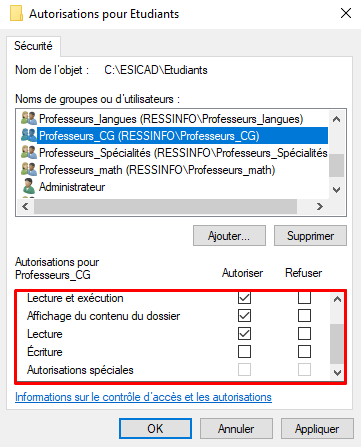 Autorisations pour Etudiants
Sécurité
Nom de l'objet : C:\ESICAD\Etudiants
Noms de groupes ou d'utilisateurs :
Professeurs_langues (RESSINFO\Professeurs_langues)
Professeurs_CG (RESSINFO\Professeurs_CG)
Professeurs_Spécialités (RESSINFO\Professeurs_Spécialités
Professeurs_math (RESSINFO\Professeurs_math)
Administrateur
Ajouter... Supprimer
Autorisations pour
Professeurs_CG Autoriser Refuser
Lecture et exécution
Affichage du contenu du dossier
Lecture
Écriture
Autorisations spéciales
Informations sur le contrôle d'accès et les autorisations
OK Annuler Appliquer